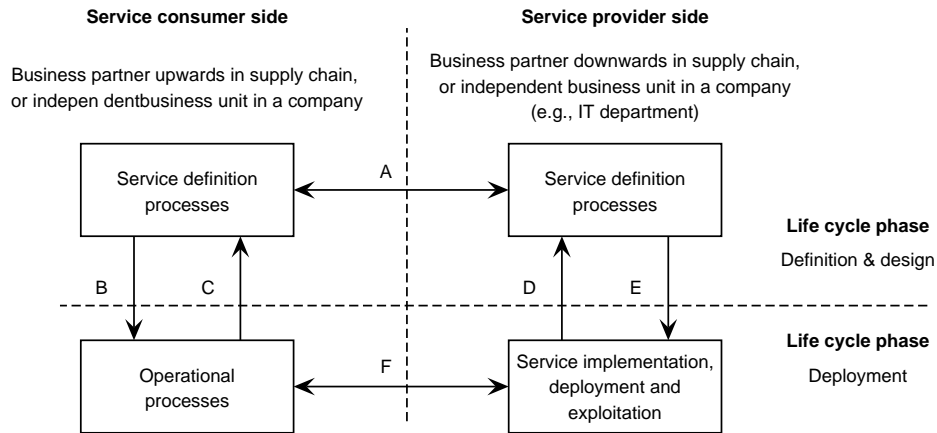 Service consumer side
Service provider side
Business partner upwards in supply chain,
or indepen dentbusiness unit in a company
Business partner downwards in supply chain,
or independent business unit in a company
(e.g., IT department)
Service definition
processes
A
Service definition
processes
Life cycle phase
Definition & design
B
C
D
E
Operational
processes
F
Service implementation,
deployment and
exploitation
Life cycle phase
Deployment